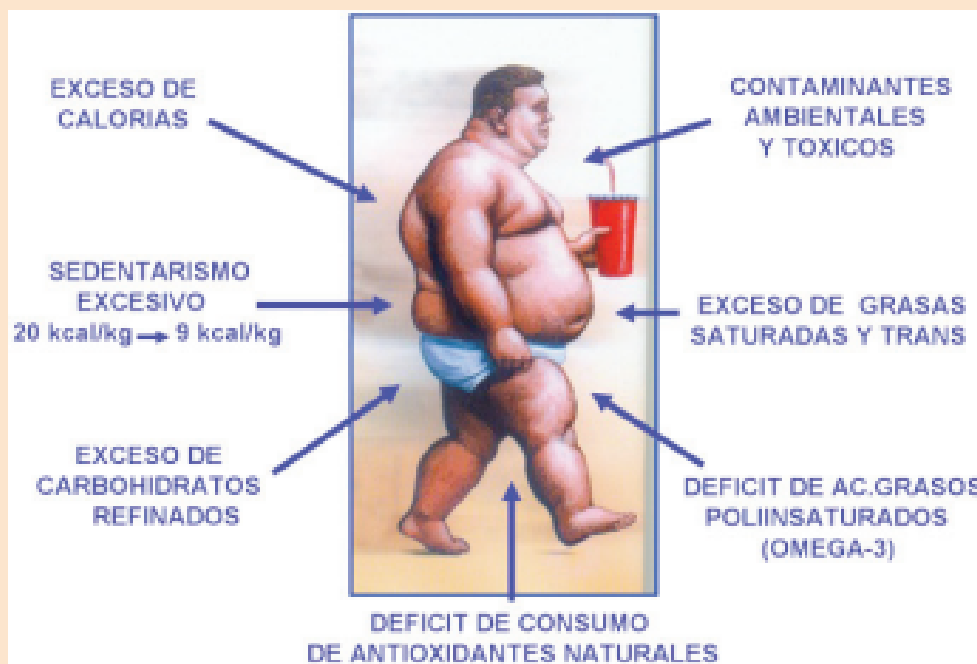 EXCESO DE
CALORIAS
CONTAMINANTES
AMBIENTALES
Y TOXICOS
SEDENTARISMO
EXCESIVO
20 kcal/kg → 9 kcal/kg
EXCESO DE GRASAS
SATURADAS Y TRANS
EXCESO DE
CARBOHIDRATOS
REFINADOS
DEFICIT DE AC.GRASOS
POLIINSATURADOS
(OMEGA-3)
DEFICIT DE CONSUMO
DE ANTIOXIDANTES NATURALES